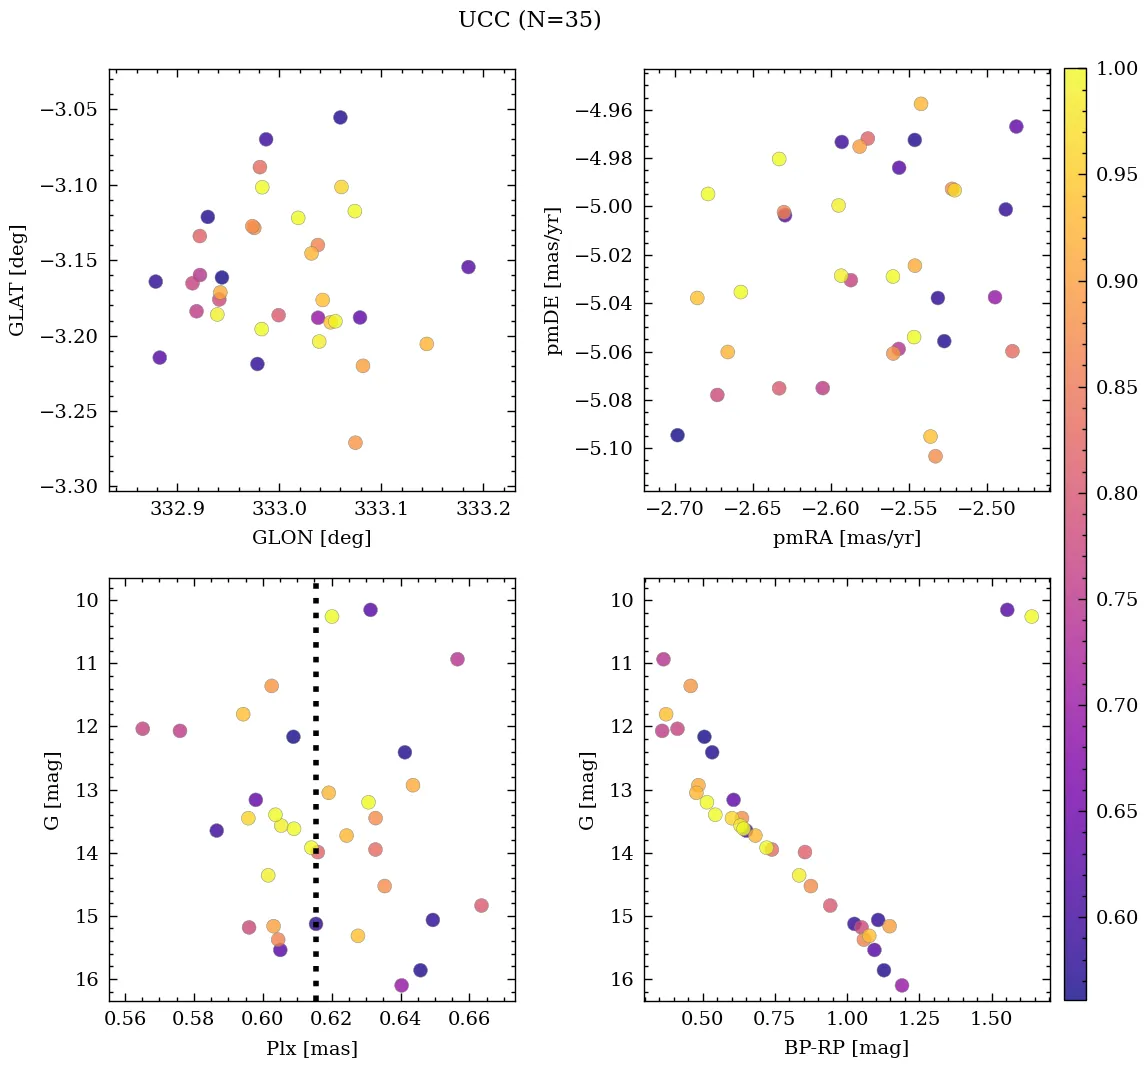 UCC (N=35)
−3.05
−3.10
−3.15
−3.20
−3.25
−3.30
GLAT [deg]
332.9 333.0 333.1 333.2
GLON [deg]
−4.96
−4.98
−5.00
−5.02
−5.04
−5.06
−5.08
−5.10
pmDE [mas/yr]
−2.70 −2.65 −2.60 −2.55 −2.50
pmRA [mas/yr]
10
11
12
13
14
15
16
G [mag]
0.56 0.58 0.60 0.62 0.64 0.66
Plx [mas]
10
11
12
13
14
15
16
G [mag]
0.50 0.75 1.00 1.25 1.50
BP-RP [mag]
1.00
0.95
0.90
0.85
0.80
0.75
0.70
0.65
0.60